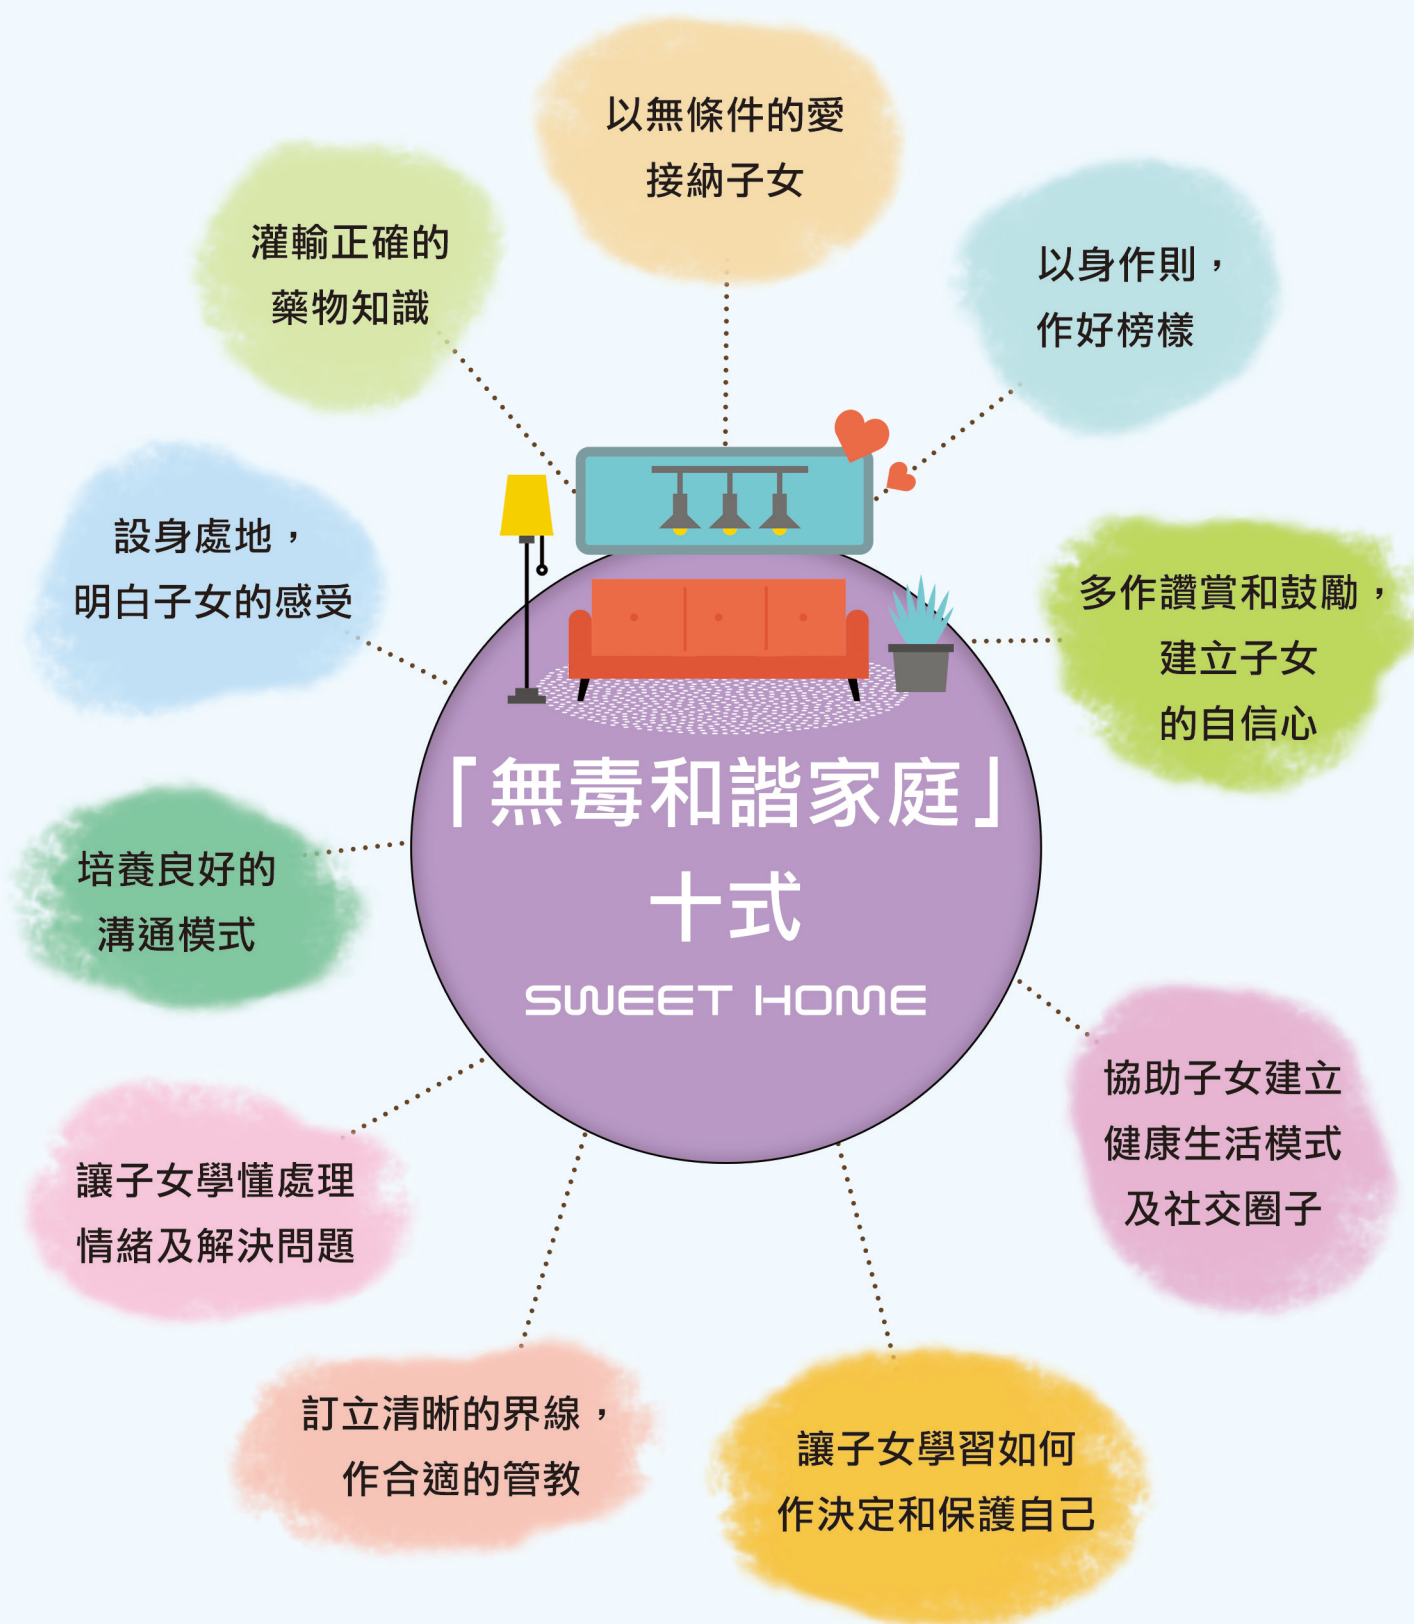 以無條件的愛
接納子女
灌輸正確的
藥物知識
以身作則，
作好榜樣
設身處地，
明白子女的感受
多作讚賞和鼓勵，
建立子女
的自信心
「無毒和諧家庭」
十式
SWEET HOME
培養良好的
溝通模式
協助子女建立
健康生活模式
及社交圈子
讓子女學懂處理
情緒及解決問題
訂立清晰的界線，
作合適的管教
讓子女學習如何
作決定和保護自己